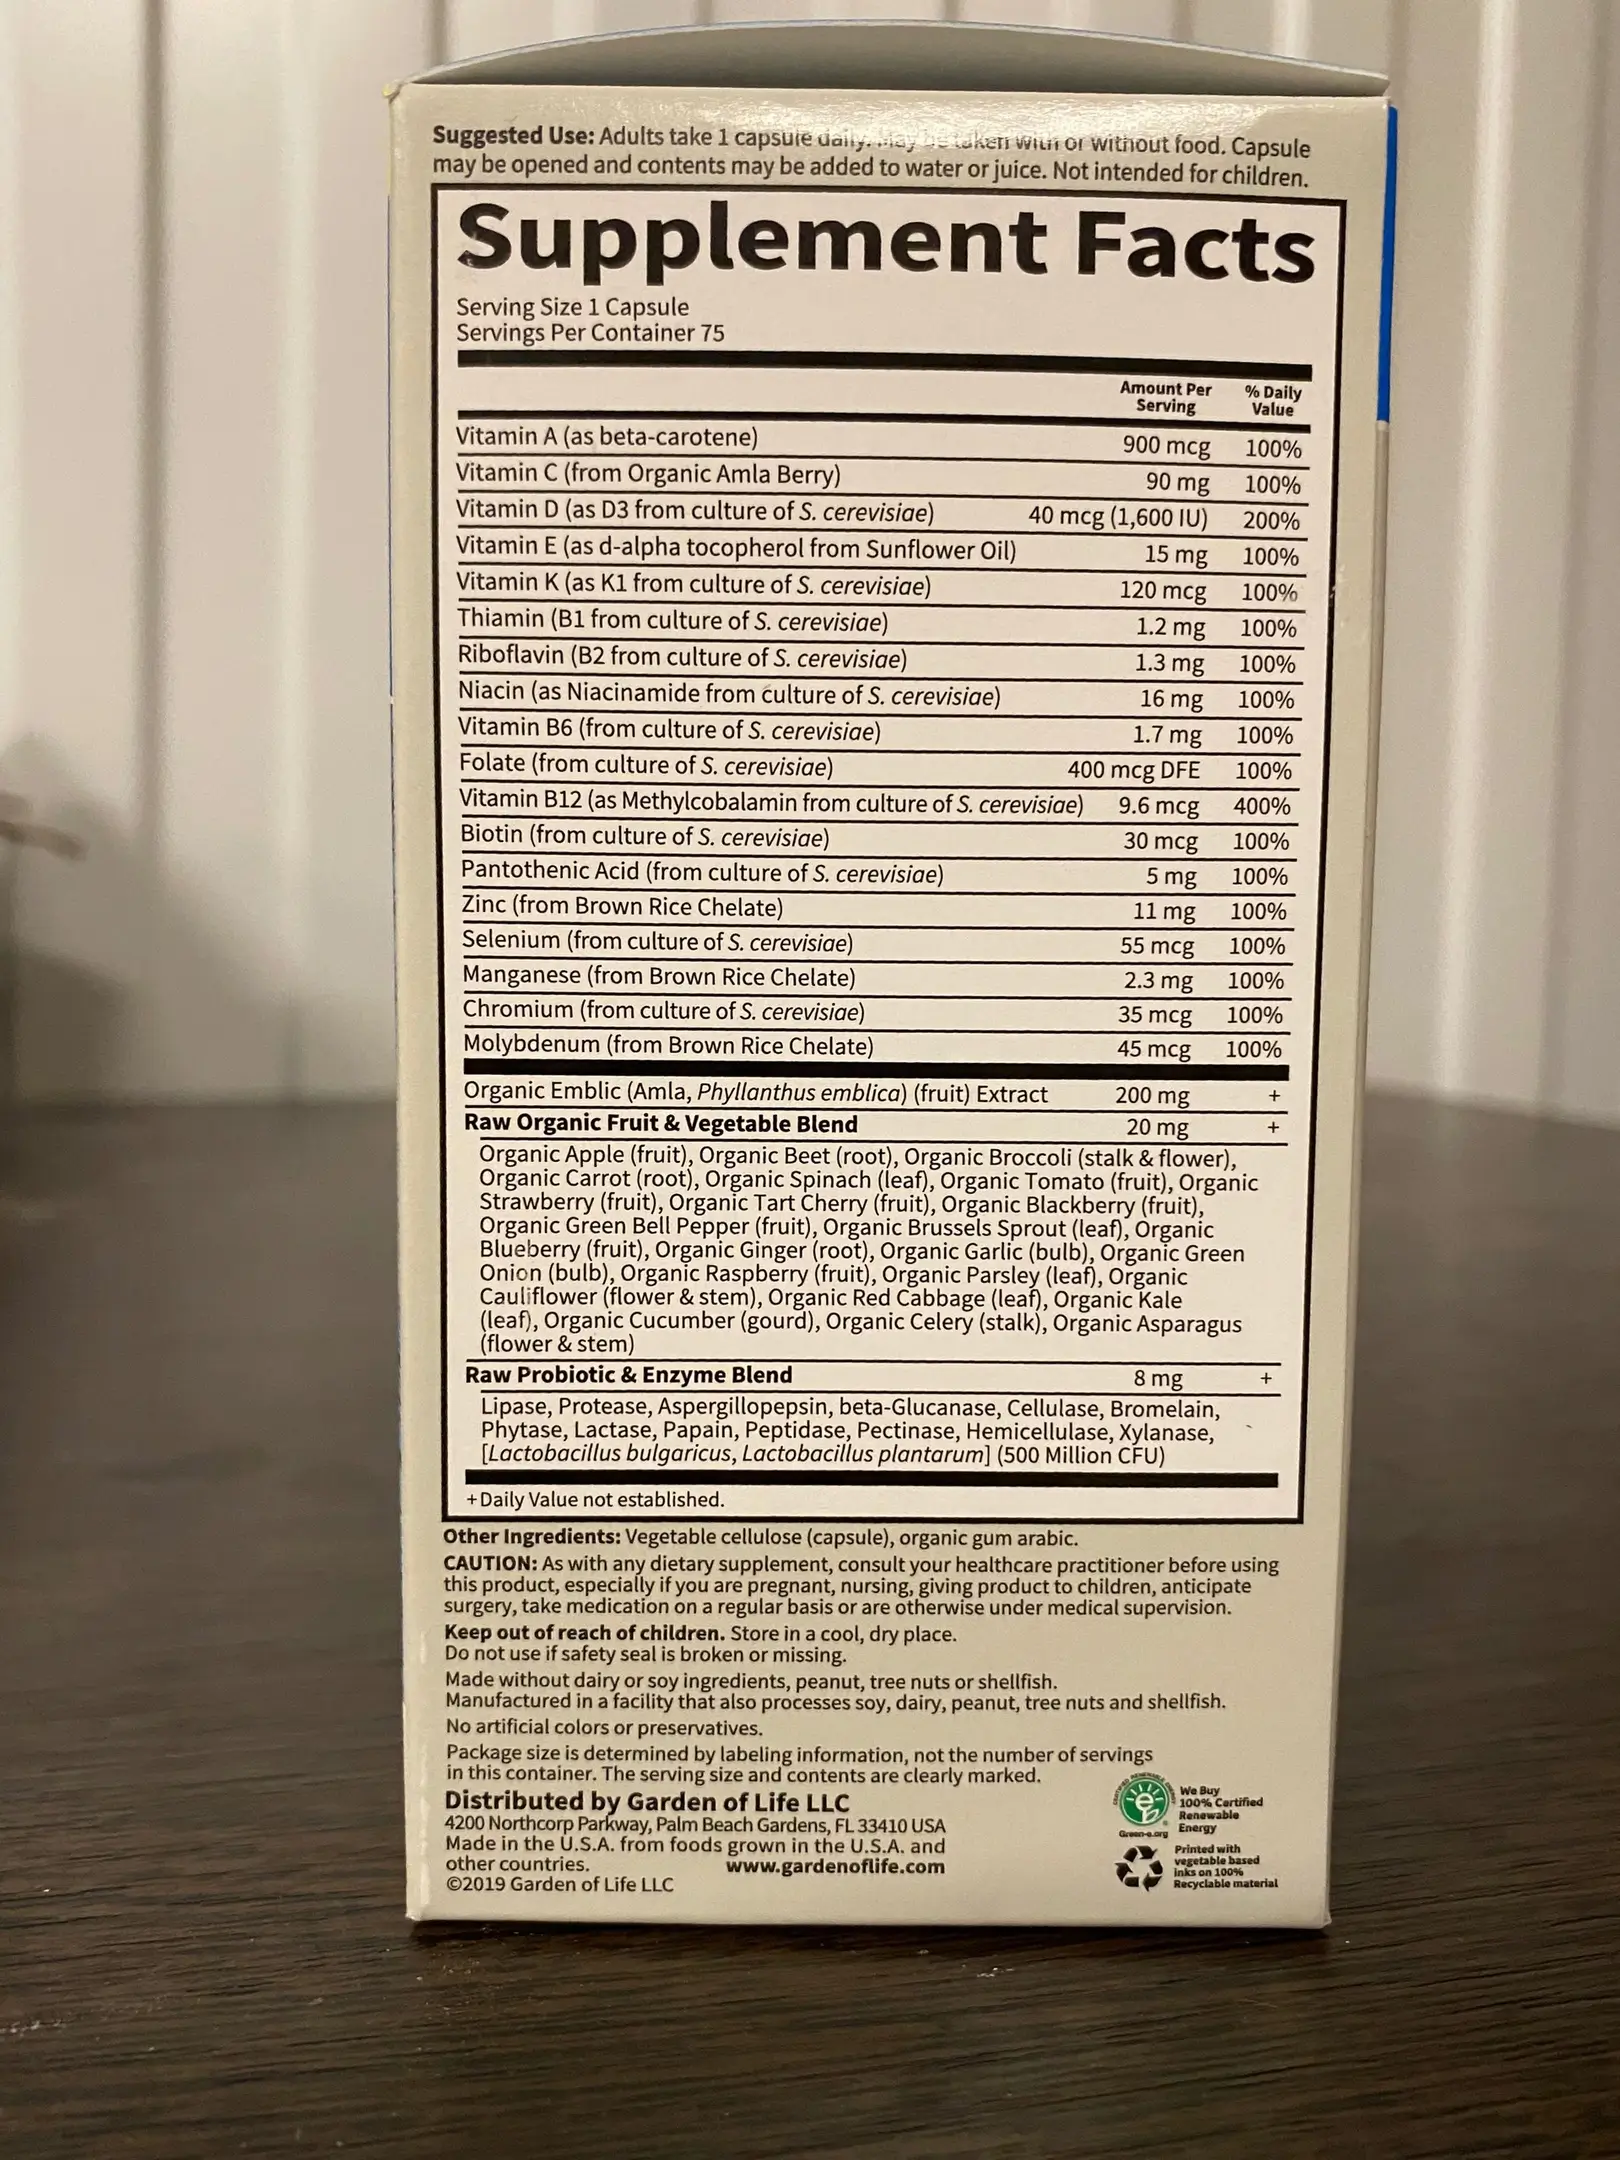 Suggested Use: Adults take 1 capsule daily. May be taken with or without food. Capsule
may be opened and contents may be added to water or juice. Not intended for children.
Supplement Facts
Serving Size 1 Capsule
Servings Per Container 75
Amount Per Serving % Daily Value
Vitamin A (as beta-carotene) 900 mcg 100%
Vitamin C (from Organic Amla Berry) 90 mg 100%
Vitamin D (as D3 from culture of S. cerevisiae) 40 mcg (1,600 IU) 200%
Vitamin E (as d-alpha tocopherol from Sunflower Oil) 15 mg 100%
Vitamin K (as K1 from culture of S. cerevisiae) 120 mcg 100%
Thiamin (B1 from culture of S. cerevisiae) 1.2 mg 100%
Riboflavin (B2 from culture of S. cerevisiae) 1.3 mg 100%
Niacin (as Niacinamide from culture of S. cerevisiae) 16 mg 100%
Vitamin B6 (from culture of S. cerevisiae) 1.7 mg 100%
Folate (from culture of S. cerevisiae) 400 mcg DFE 100%
Vitamin B12 (as Methylcobalamin from culture of S. cerevisiae) 9.6 mcg 400%
Biotin (from culture of S. cerevisiae) 30 mcg 100%
Pantothenic Acid (from culture of S. cerevisiae) 5 mg 100%
Zinc (from Brown Rice Chelate) 11 mg 100%
Selenium (from culture of S. cerevisiae) 55 mcg 100%
Manganese (from Brown Rice Chelate) 2.3 mg 100%
Chromium (from culture of S. cerevisiae) 35 mcg 100%
Molybdenum (from Brown Rice Chelate) 45 mcg 100%
Organic Emblic (Amla, Phyllanthus emblica) (fruit) Extract 200 mg +
Raw Organic Fruit & Vegetable Blend 20 mg +
Organic Apple (fruit), Organic Beet (root), Organic Broccoli (stalk & flower),
Organic Carrot (root), Organic Spinach (leaf), Organic Tomato (fruit), Organic
Strawberry (fruit), Organic Tart Cherry (fruit), Organic Blackberry (fruit),
Organic Green Bell Pepper (fruit), Organic Brussels Sprout (leaf), Organic
Blueberry (fruit), Organic Ginger (root), Organic Garlic (bulb), Organic Green
Onion (bulb), Organic Raspberry (fruit), Organic Parsley (leaf), Organic
Cauliflower (flower & stem), Organic Red Cabbage (leaf), Organic Kale
(leaf), Organic Cucumber (gourd), Organic Celery (stalk), Organic Asparagus
(flower & stem)
Raw Probiotic & Enzyme Blend 8 mg +
Lipase, Protease, Aspergillopepsin, beta-Glucanase, Cellulase, Bromelain,
Phytase, Lactase, Papain, Peptidase, Pectinase, Hemicellulase, Xylanase,
[Lactobacillus bulgaricus, Lactobacillus plantarum] (500 Million CFU)
+Daily Value not established.
Other Ingredients: Vegetable cellulose (capsule), organic gum arabic.
CAUTION: As with any dietary supplement, consult your healthcare practitioner before using
this product, especially if you are pregnant, nursing, giving product to children, anticipate
surgery, take medication on a regular basis or are otherwise under medical supervision.
Keep out of reach of children. Store in a cool, dry place.
Do not use if safety seal is broken or missing.
Made without dairy or soy ingredients, peanut, tree nuts or shellfish.
Manufactured in a facility that also processes soy, dairy, peanut, tree nuts and shellfish.
No artificial colors or preservatives.
Package size is determined by labeling information, not the number of servings
in this container. The serving size and contents are clearly marked.
Distributed by Garden of Life LLC
4200 Northcorp Parkway, Palm Beach Gardens, FL 33410 USA
Made in the U.S.A. from foods grown in the U.S.A. and
other countries. www.gardenoflife.com
©2019 Garden of Life LLC
Green-e.org
We Buy
100% Certified
Renewable
Energy
Printed with
vegetable based
inks on 100%
Recyclable material